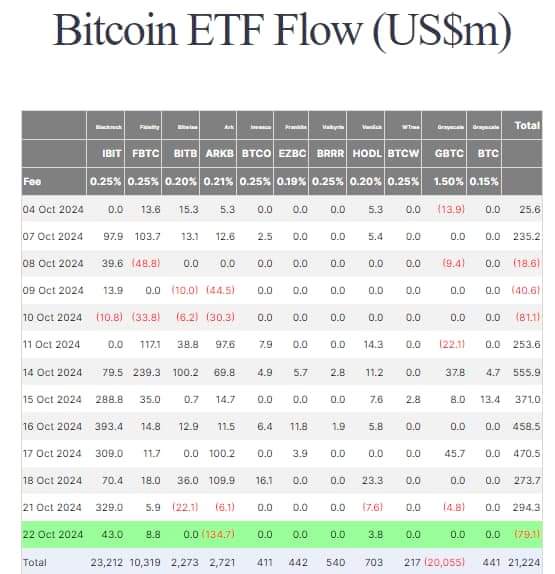 Bitcoin ETF Flow (US$m)
Blackrock Fidelity Bitwise Ark Invesco Franklin Valkyrie VanEck WTree Grayscale Grayscale Total
IBIT FBTC BITB ARKB BTCO EZBC BRRR HODL BTCW GBTC BTC
Fee 0.25% 0.25% 0.20% 0.21% 0.25% 0.19% 0.25% 0.20% 0.25% 1.50% 0.15%
04 Oct 2024 0.0 13.6 15.3 5.3 0.0 0.0 0.0 5.3 0.0 (13.9) 0.0 25.6
07 Oct 2024 97.9 103.7 13.1 12.6 2.5 0.0 0.0 5.4 0.0 0.0 0.0 235.2
08 Oct 2024 39.6 (48.8) 0.0 0.0 0.0 0.0 0.0 0.0 0.0 (9.4) 0.0 (18.6)
09 Oct 2024 13.9 0.0 (10.0) (44.5) 0.0 0.0 0.0 0.0 0.0 0.0 0.0 (40.6)
10 Oct 2024 (10.8) (33.8) (6.2) (30.3) 0.0 0.0 0.0 0.0 0.0 0.0 0.0 (81.1)
11 Oct 2024 0.0 117.1 38.8 97.6 7.9 0.0 0.0 14.3 0.0 (22.1) 0.0 253.6
14 Oct 2024 79.5 239.3 100.2 69.8 4.9 5.7 2.8 11.2 0.0 37.8 4.7 555.9
15 Oct 2024 288.8 35.0 0.7 14.7 0.0 0.0 0.0 7.6 2.8 8.0 13.4 371.0
16 Oct 2024 393.4 14.8 12.9 11.5 6.4 11.8 1.9 5.8 0.0 0.0 0.0 458.5
17 Oct 2024 309.0 11.7 0.0 100.2 0.0 3.9 0.0 0.0 0.0 45.7 0.0 470.5
18 Oct 2024 70.4 18.0 36.0 109.9 16.1 0.0 0.0 23.3 0.0 0.0 0.0 273.7
21 Oct 2024 329.0 5.9 (22.1) (6.1) 0.0 0.0 0.0 (7.6) 0.0 (4.8) 0.0 294.3
22 Oct 2024 43.0 8.8 0.0 (134.7) 0.0 0.0 0.0 3.8 0.0 0.0 0.0 (79.1)
Total 23,212 10,319 2,273 2,721 411 442 540 703 217 (20,055) 441 21,224